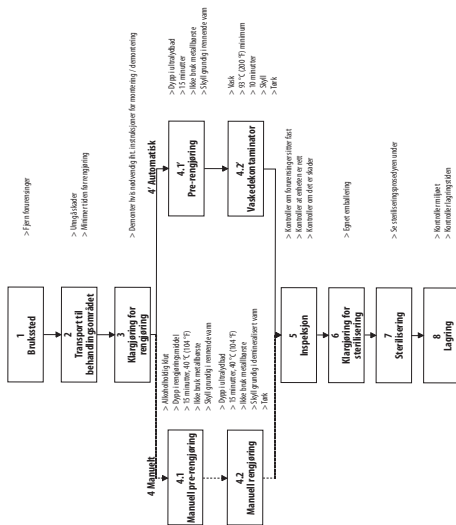 1
Brukssted
> Fjern forurensninger
2
Transport til
behandlingsområdet
> Unngå skader
> Minimer tiden før rengjøring
3
Klargjøring for
rengjøring
> Demonter hvis nødvendig iht. instruksjoner for montering / demontering
4 Manuelt
4.1
Manuell pre-rengjøring
> Alkoholholdig klut
> Dypp i rengjøringsmiddel
> 15 minutter, 40 °C (104 °F)
> Ikke bruk metallbørste
> Skyll grundig i rennende vann
4.2
Manuell rengjøring
> Dypp i ultralydbad
> 15 minutter, 40 °C (104 °F)
> Ikke bruk metallbørste
> Skyll grundig i demineralisert vann
> Tørk
4' Automatisk
4.1'
Pre-rengjøring
> Dypp i ultralydbad
> 15 minutter
> Ikke bruk metallbørste
> Skyll grundig i rennende vann
4.2'
Vaskedekontaminator
> Vask
> 93 °C (200 °F) minimum
> 10 minutter
> Skyll
> Tørk
5
Inspeksjon
> Kontroller om forurensninger sitter fast
> Kontroller at enheten er rett
> Kontroller om det er skader
6
Klargjøring for
sterilisering
> Egnet emballering
7
Sterilisering
> Se steriliseringsprosedyren under
8
Lagring
> Kontroller miljøet
> Kontroller lagringstiden